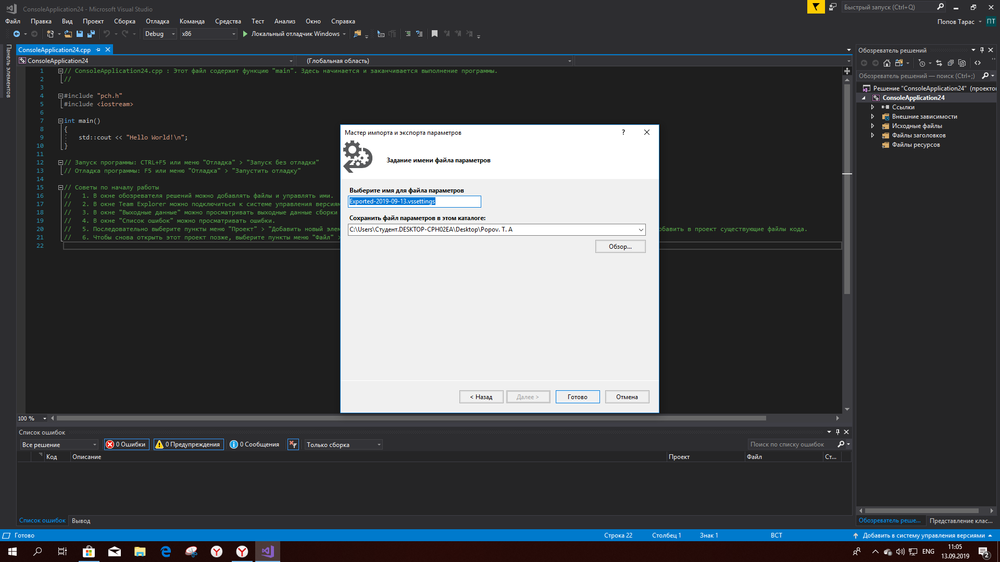 ConsoleApplication24 - Microsoft Visual Studio
Быстрый запуск (Ctrl+Q)
Файл Правка Вид Проект Сборка Отладка Команда Средства Тест Анализ Окно Справка
Попов Тарас ПТ
Debug x86 Локальный отладчик Windows
Панель элементов
ConsoleApplication24.cpp
ConsoleApplication24 (Глобальная область)
1 // ConsoleApplication24.cpp : Этот файл содержит функцию "main". Здесь начинается и заканчивается выполнение программы.
2 //
3
4 #include "pch.h"
5 #include <iostream>
6
7 int main()
8 {
9 std::cout << "Hello World!\n";
10 }
11
12 // Запуск программы: CTRL+F5 или меню "Отладка" > "Запуск без отладки"
13 // Отладка программы: F5 или меню "Отладка" > "Запустить отладку"
14
15 // Советы по началу работы
16 // 1. В окне обозревателя решений можно добавлять файлы и управлять ими.
17 // 2. В окне Team Explorer можно подключиться к системе управления версиям
18 // 3. В окне "Выходные данные" можно просматривать выходные данные сборки
19 // 4. В окне "Список ошибок" можно просматривать ошибки.
20 // 5. Последовательно выберите пункты меню "Проект" > "Добавить новый элем обавить в проект существующие файлы кода.
21 // 6. Чтобы снова открыть этот проект позже, выберите пункты меню "Файл" >
22
Мастер импорта и экспорта параметров ?
Задание имени файла параметров
Выберите имя для файла параметров
Exported-2019-09-13.vssettings
Сохранить файл параметров в этом каталоге:
C:\Users\Студент.DESKTOP-CPH02EA\Desktop\Popov. T. A
Обзор...
< Назад Далее > Готово Отмена
Обозреватель решений
Обозреватель решений — поиск (Ctrl+;)
Решение "ConsoleApplication24" (проекто
ConsoleApplication24
Ссылки
Внешние зависимости
Исходные файлы
Файлы заголовков
Файлы ресурсов
100 %
Список ошибок
Все решение 0 Ошибки 0 Предупреждения 0 Сообщения Только сборка Поиск по списку ошибок
Код Описание Проект Файл Ст...
Список ошибок Вывод
Обозреватель реше... Представление клас...
Готово Строка 22 Столбец 1 Знак 1 ВСТ Добавить в систему управления версиями
ENG 11:05
13.09.2019 2